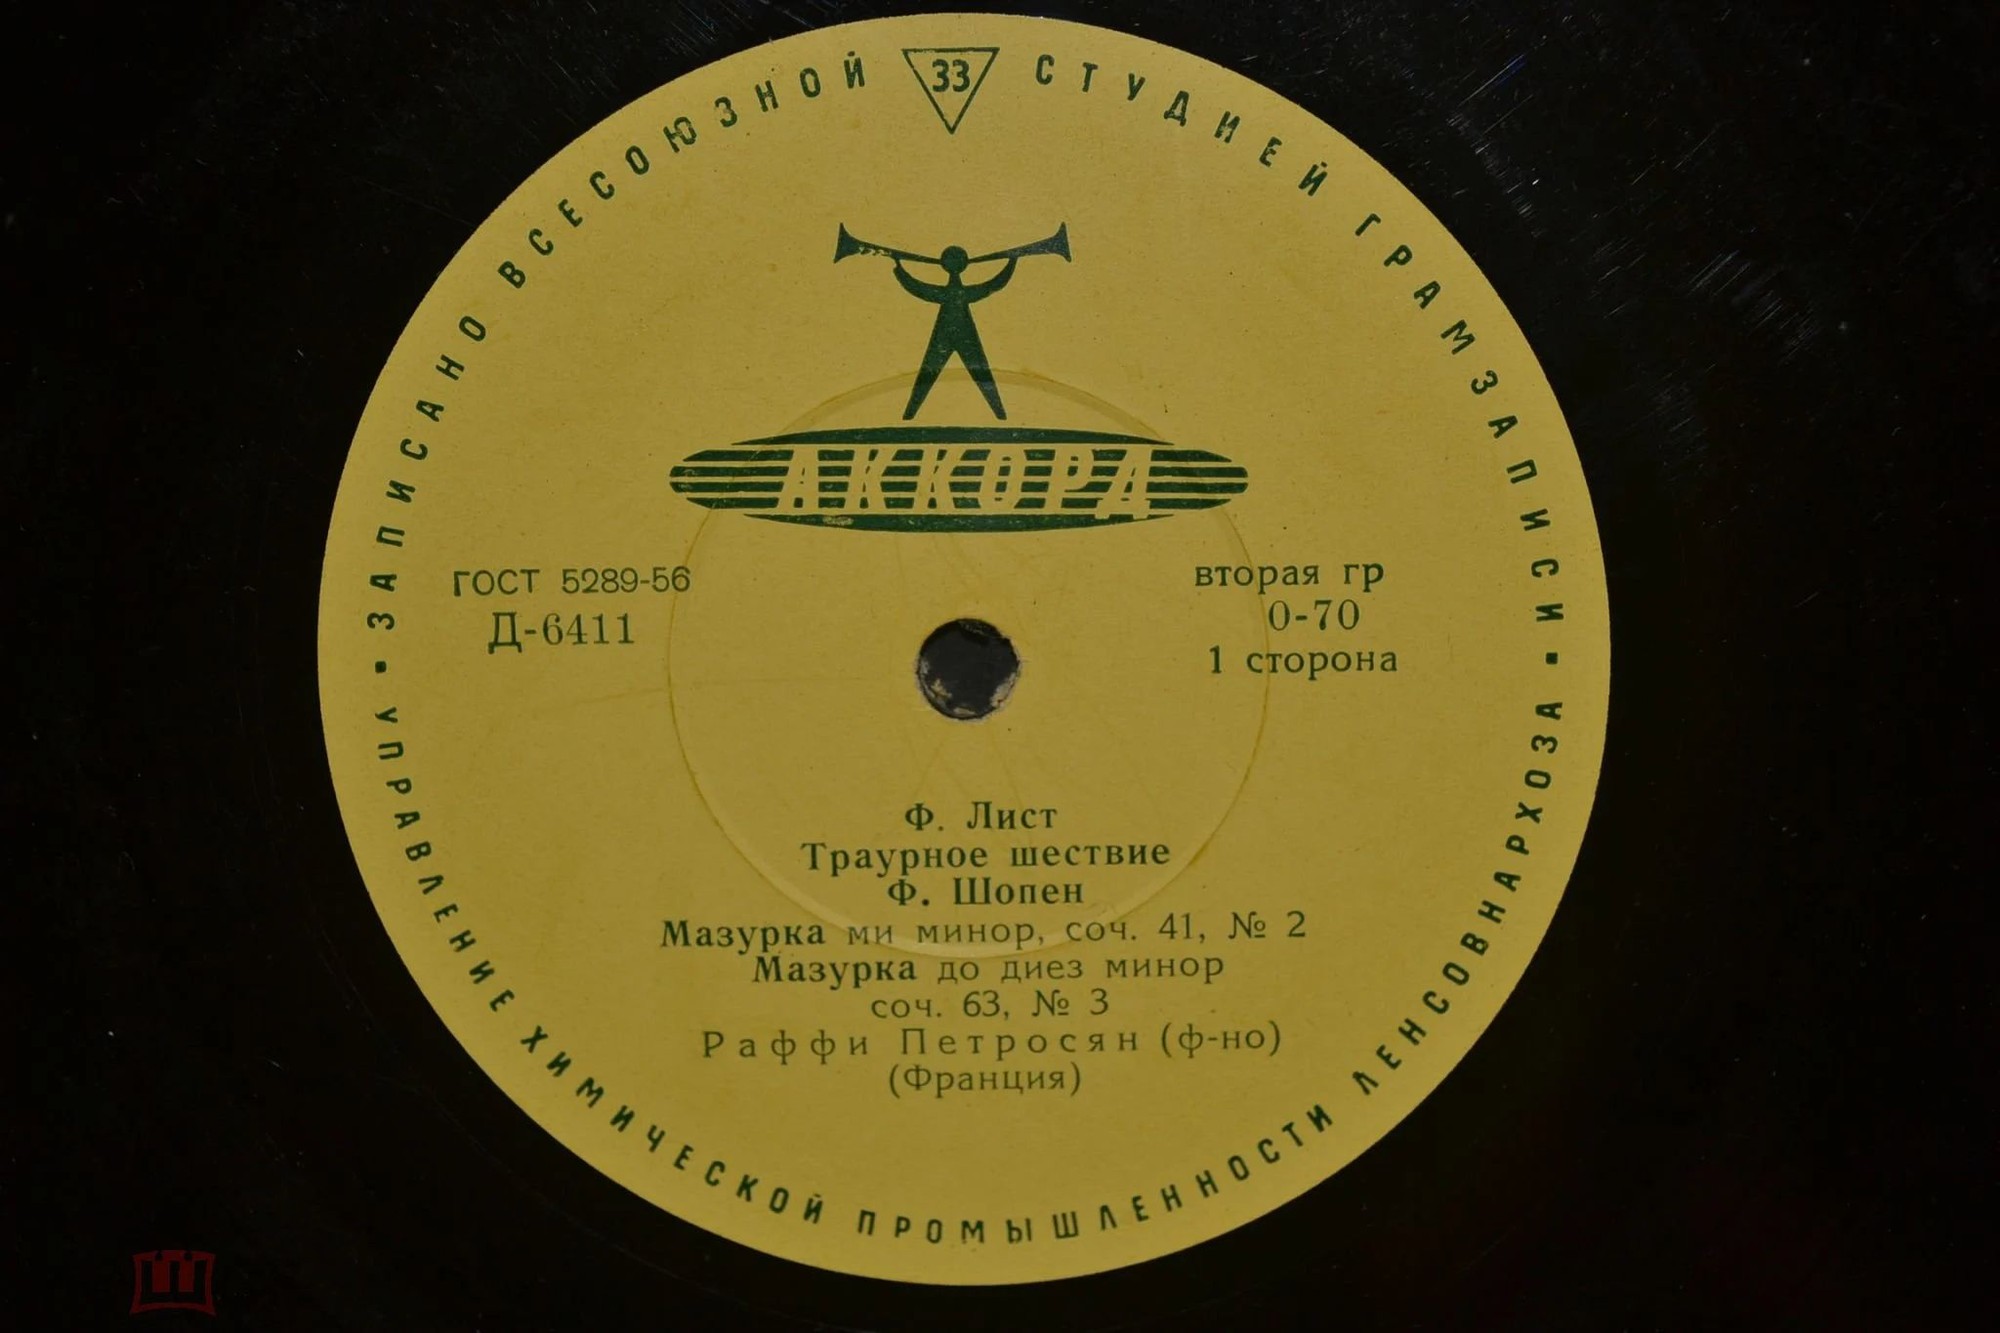 ЗАПИСАНО ВСЕСОЮЗНОЙ СТУДИЕЙ ГРАМЗАПИСИ
33
АККОРД
ГОСТ 5289-56
Д-6411
вторая гр
0-70
1 сторона
Ф. Лист
Траурное шествие
Ф. Шопен
Мазурка ми минор, соч. 41, № 2
Мазурка до диез минор
соч. 63, № 3
Раффи Петросян (ф-но)
(Франция)
УПРАВЛЕНИЕ ХИМИЧЕСКОЙ ПРОМЫШЛЕННОСТИ ЛЕНСОВНАРХОЗА
Ш